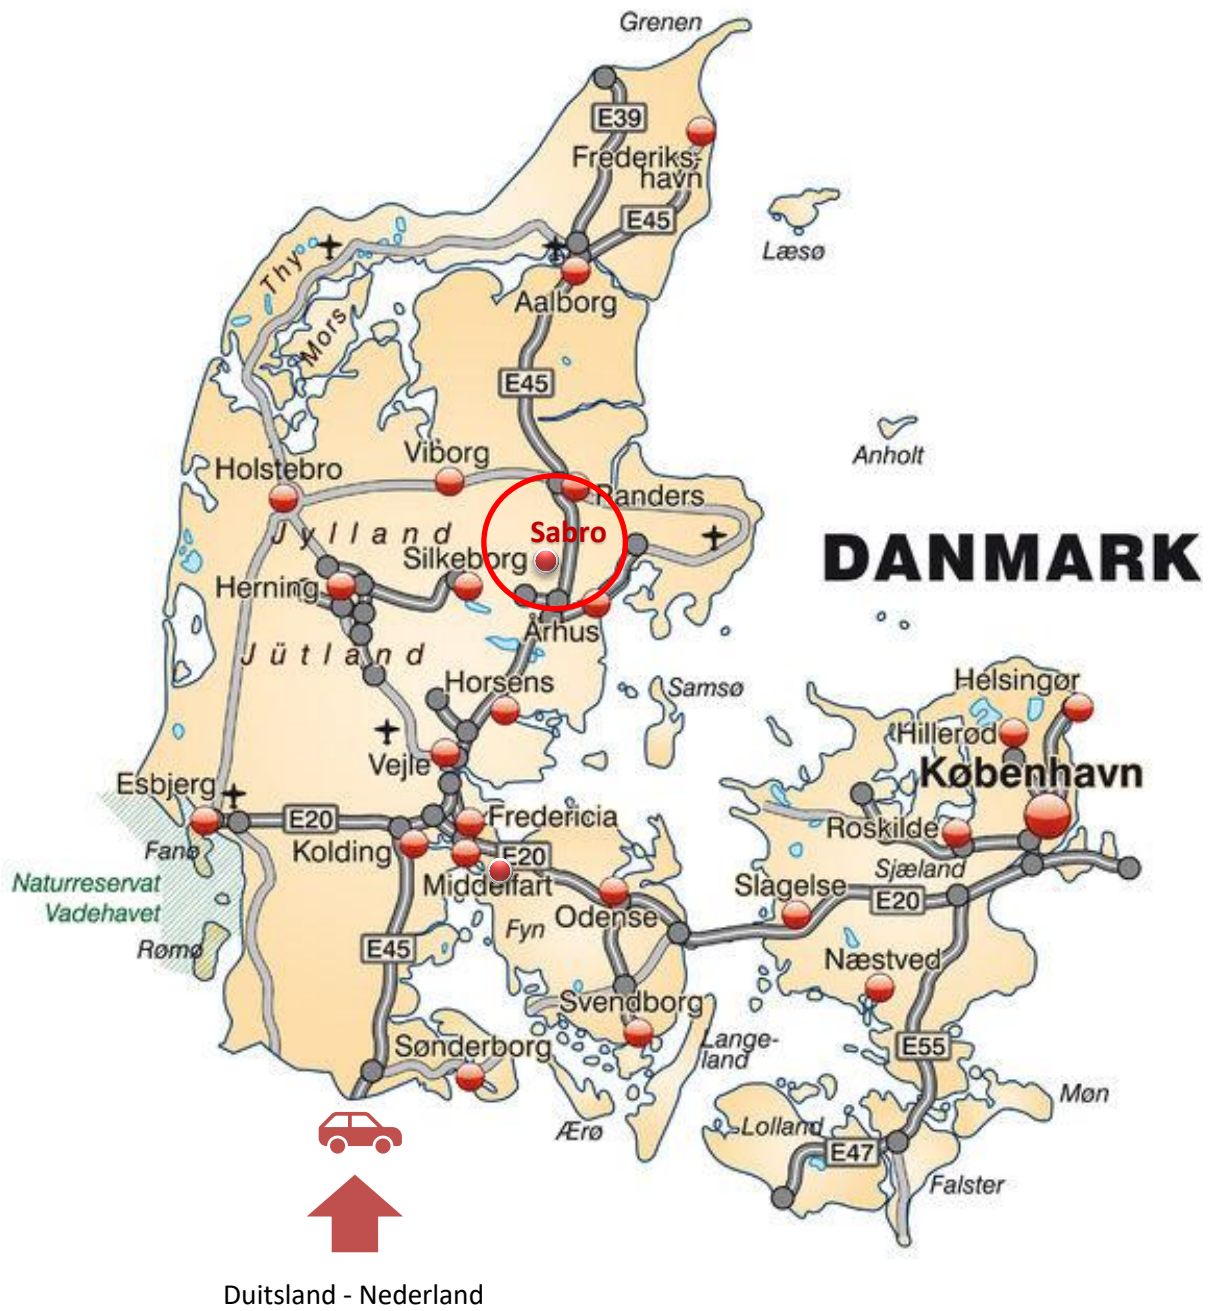 Grenen
E39
Frederiks-
havn
E45
Læsø
Thy
Aalborg
Mors
E45
Anholt
Viborg
Holstebro
Randers
Jylland
Sabro
Silkeborg
DANMARK
Herning
Århus
Jütland
Horsens
Samsø
Helsingør
Hillerød
Vejle
København
Esbjerg
E20
Fredericia
Roskilde
Fanø
Kolding
E20
Sjæland
Naturreservat
Vadehavet
Middelfart
Slagelse
E20
Odense
Fyn
Rømø
E45
Næstved
Svendborg
Sønderborg
Lange-
land
E55
Møn
Ærø
Lolland
E47
Falster
Duitsland - Nederland